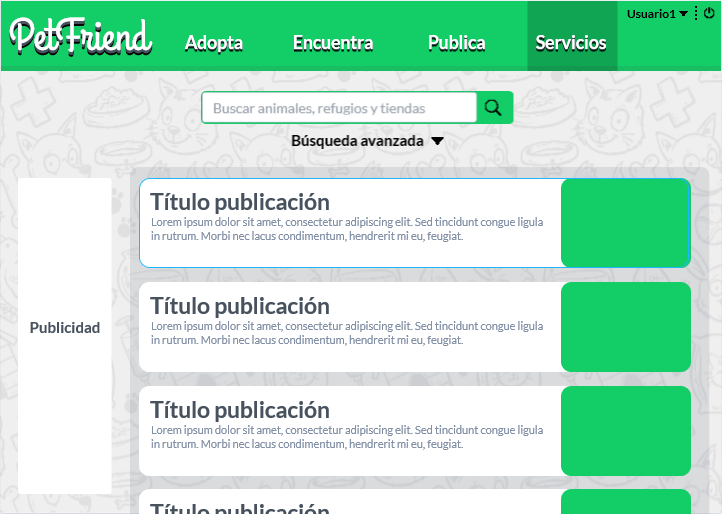 PetFriend
Adopta
Encuentra
Publica
Servicios
Usuario1
Buscar animales, refugios y tiendas
Búsqueda avanzada
Publicidad
Título publicación
Lorem ipsum dolor sit amet, consectetur adipiscing elit. Sed tincidunt congue ligula
in rutrum. Morbi nec lacus condimentum, hendrerit mi eu, feugiat.
Título publicación
Lorem ipsum dolor sit amet, consectetur adipiscing elit. Sed tincidunt congue ligula
in rutrum. Morbi nec lacus condimentum, hendrerit mi eu, feugiat.
Título publicación
Lorem ipsum dolor sit amet, consectetur adipiscing elit. Sed tincidunt congue ligula
in rutrum. Morbi nec lacus condimentum, hendrerit mi eu, feugiat.
Título publicación